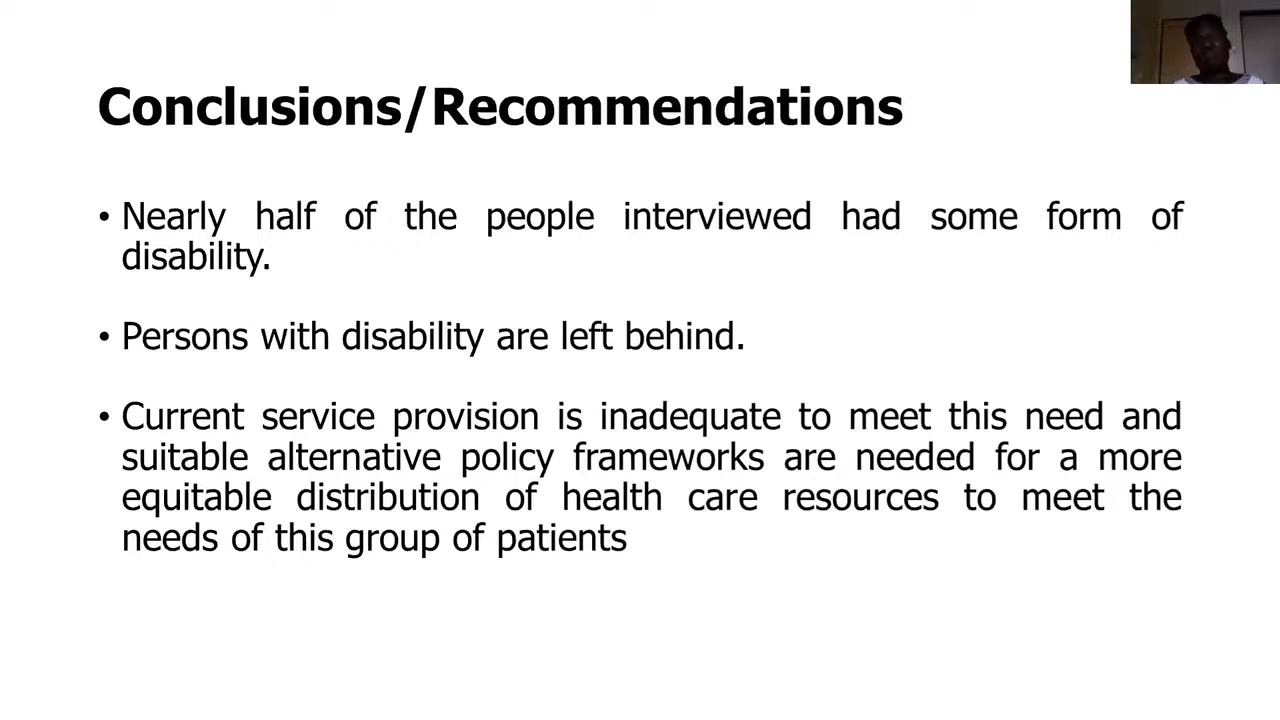 Conclusions/Recommendations
• Nearly half of the people interviewed had some form of
disability.
• Persons with disability are left behind.
• Current service provision is inadequate to meet this need and
suitable alternative policy frameworks are needed for a more
equitable distribution of health care resources to meet the
needs of this group of patients